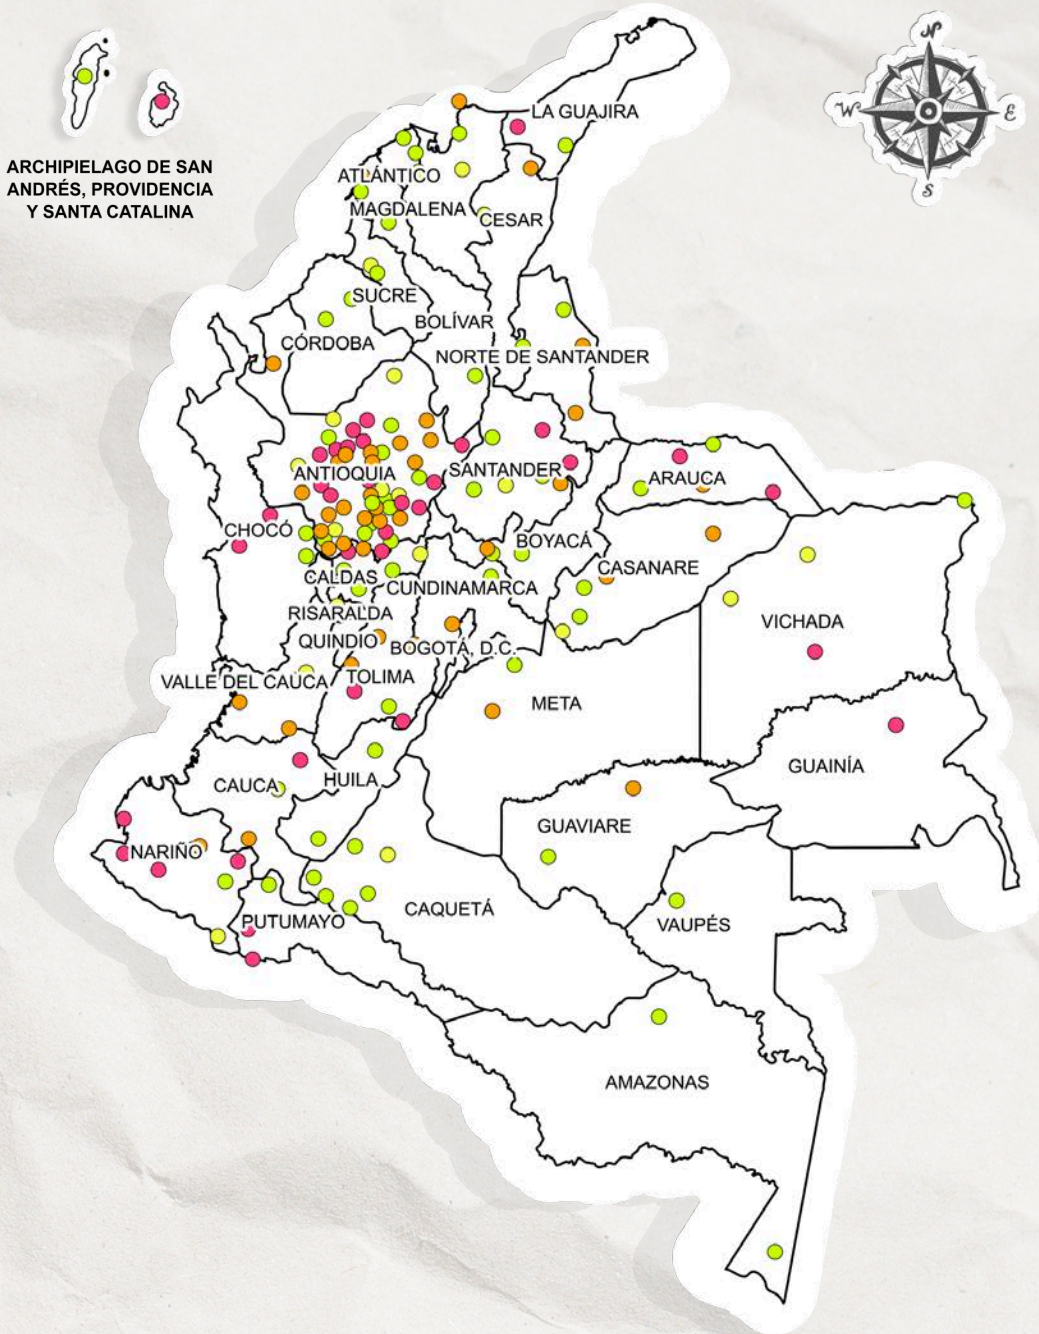 N
W
E
S
ARCHIPIELAGO DE SAN
ANDRÉS, PROVIDENCIA
Y SANTA CATALINA
LA GUAJIRA
ATLÁNTICO
MAGDALENA
CESAR
SUCRE
BOLÍVAR
CÓRDOBA
NORTE DE SANTANDER
ANTIOQUIA
SANTANDER
ARAUCA
CHOCÓ
BOYACÁ
CASANARE
CALDAS
CUNDINAMARCA
RISARALDA
VICHADA
QUINDIO
BOGOTÁ, D.C.
VALLE DEL CAUCA
TOLIMA
META
GUAINÍA
CAUCA
HUILA
GUAVIARE
NARIÑO
CAQUETÁ
PUTUMAYO
VAUPÉS
AMAZONAS